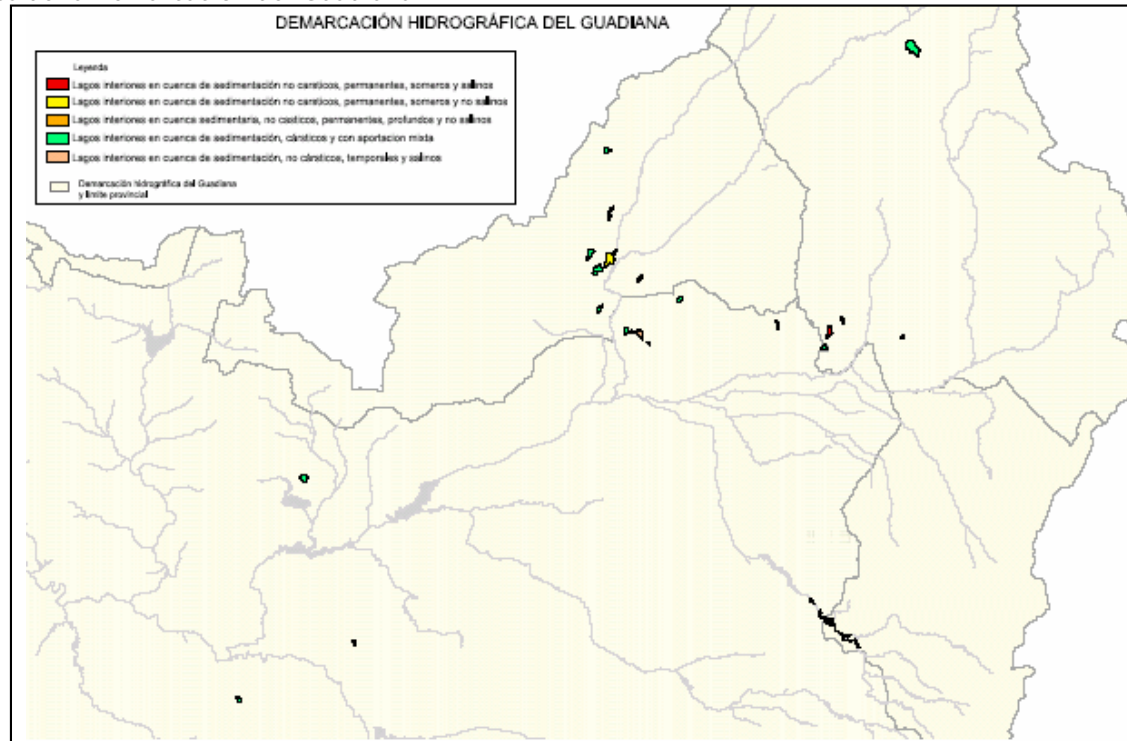 DEMARCACIÓN HIDROGRÁFICA DEL GUADIANA
Leyenda
Lagos interiores en cuenca de sedimentación no carsticos, permanentes, someros y salinos
Lagos interiores en cuenca de sedimentación no carsticos, permanentes, someros y no salinos
Lagos interiores en cuenca sedimentaria, no casticos, permanentes, profundos y no salinos
Lagos interiores en cuenca de sedimentación, cársticos y con aportacion mixta
Lagos interiores en cuenca de sedimentación, no cársticos, temporales y salinos
Demarcación hidrográfica del Guadiana
y límite provincial